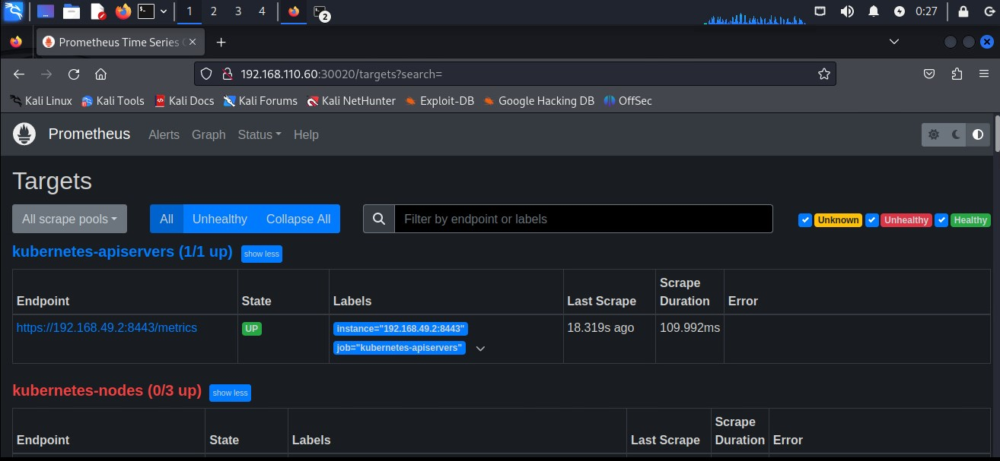 1 2 3 4 2 0:27
Prometheus Time Series
192.168.110.60:30020/targets?search=
Kali Linux Kali Tools Kali Docs Kali Forums Kali NetHunter Exploit-DB Google Hacking DB OffSec
Prometheus Alerts Graph Status Help
Targets
All scrape pools All Unhealthy Collapse All Filter by endpoint or labels Unknown Unhealthy Healthy
kubernetes-apiservers (1/1 up) show less
Endpoint State Labels Last Scrape Scrape Duration Error
https://192.168.49.2:8443/metrics UP instance="192.168.49.2:8443" 18.319s ago 109.992ms
job="kubernetes-apiservers"
kubernetes-nodes (0/3 up) show less
Endpoint State Labels Last Scrape Scrape Duration Error